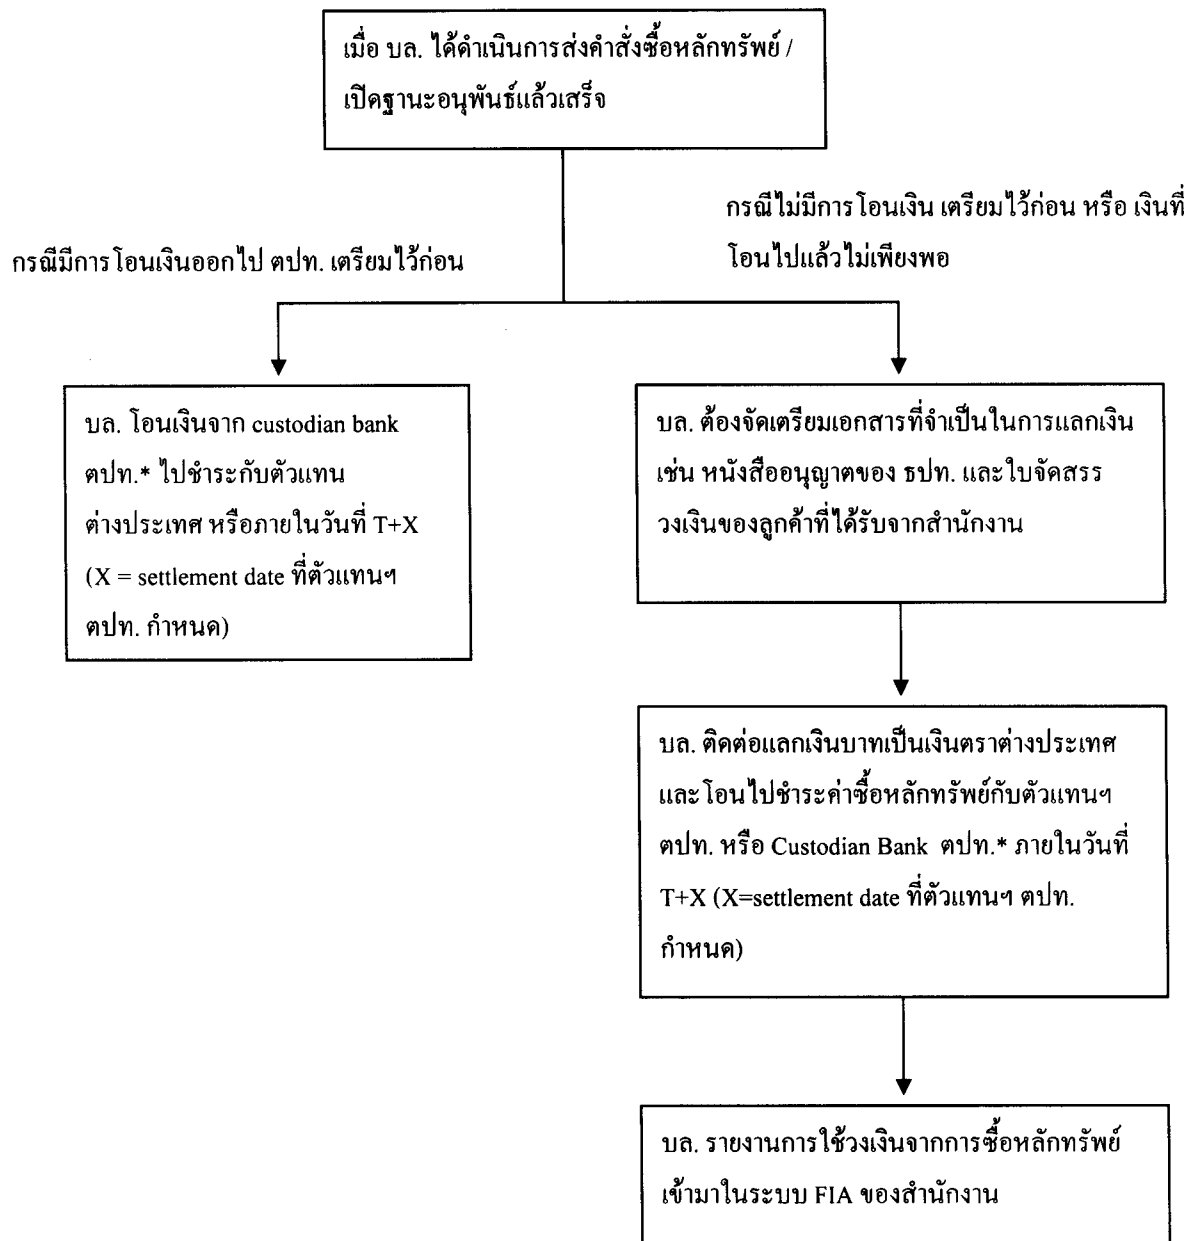 เมื่อ บล. ได้ดำเนินการส่งคำสั่งซื้อหลักทรัพย์ /
เปิดฐานะอนุพันธ์แล้วเสร็จ
กรณีมีการโอนเงินออกไป ตปท. เตรียมไว้ก่อน
กรณีไม่มีการโอนเงิน เตรียมไว้ก่อน หรือ เงินที่
โอนไปแล้วไม่เพียงพอ
บล. โอนเงินจาก custodian bank
ตปท.* ไปชำระกับตัวแทน
ต่างประเทศ หรือภายในวันที่ T+X
(X = settlement date ที่ตัวแทนฯ
ตปท. กำหนด)
บล. ต้องจัดเตรียมเอกสารที่จำเป็นในการแลกเงิน
เช่น หนังสืออนุญาตของ ธปท. และใบจัดสรร
วงเงินของลูกค้าที่ได้รับจากสำนักงาน
บล. ติดต่อแลกเงินบาทเป็นเงินตราต่างประเทศ
และโอนไปชำระค่าซื้อหลักทรัพย์กับตัวแทนฯ
ตปท. หรือ Custodian Bank ตปท.* ภายในวันที่
T+X (X=settlement date ที่ตัวแทนฯ ตปท.
กำหนด)
บล. รายงานการใช้วงเงินจากการซื้อหลักทรัพย์
เข้ามาในระบบ FIA ของสำนักงาน